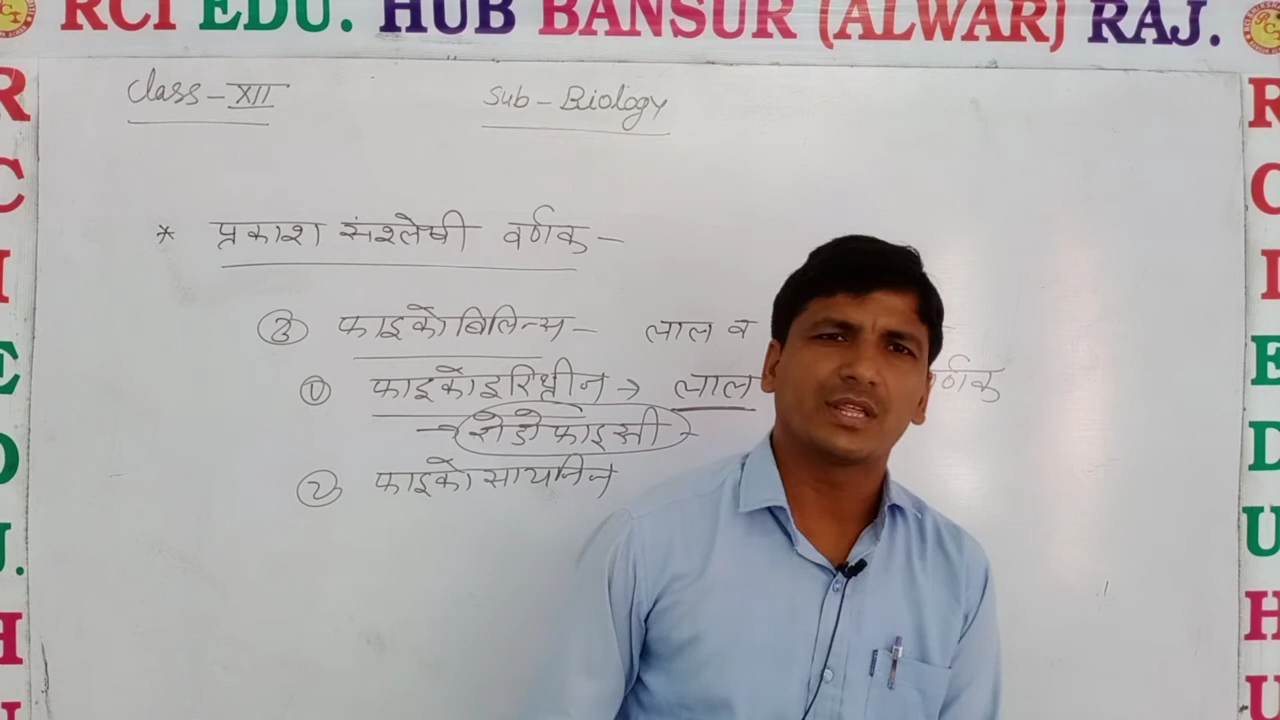 RCI EDU. HUB BANSUR (ALWAR) RAJ.
Class - XII
Sub - Biology
* प्रकाश संश्लेषी वर्णक -
③ फाइकोबिलिन्स - लाल व
① फाइकोइरिथ्रीन → लाल
→ रोडोफाइसी
② फाइकोसायनिन
R C I E D U. H
R C I E D U. H U